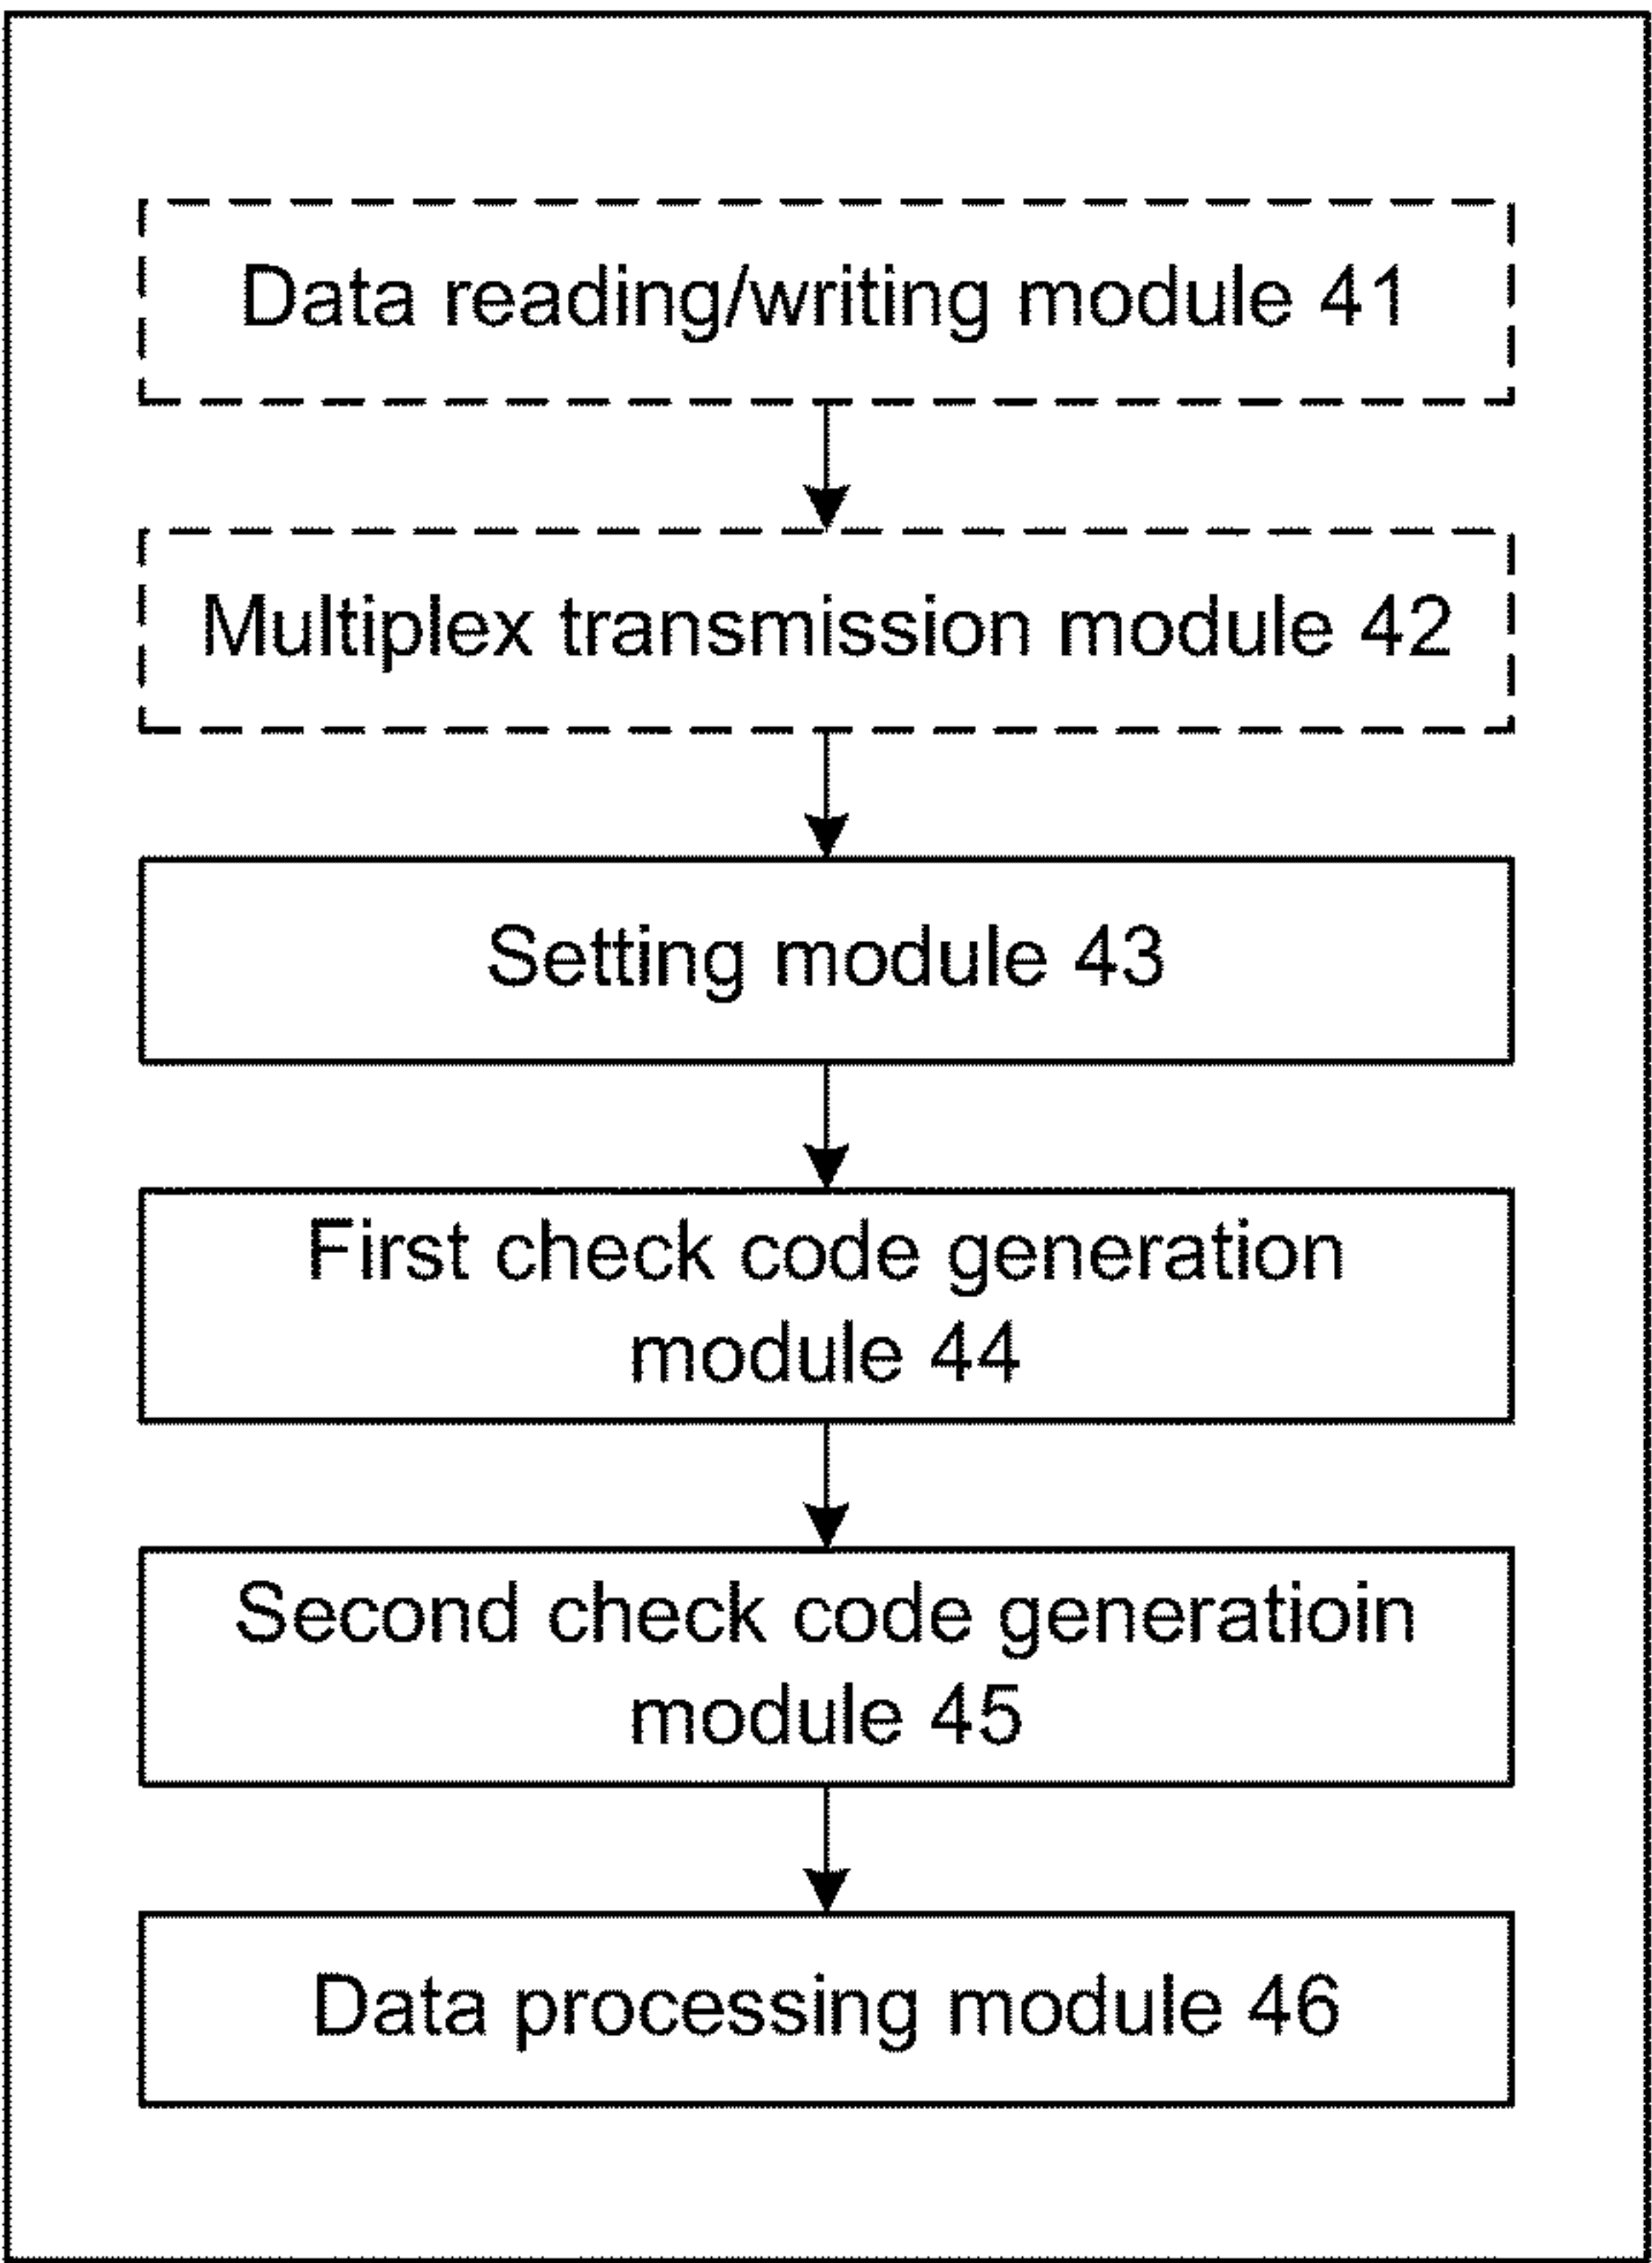 Data reading/writing module 41
Multiplex transmission module 42
Setting module 43
First check code generation
module 44
Second check code generatioin
module 45
Data processing module 46